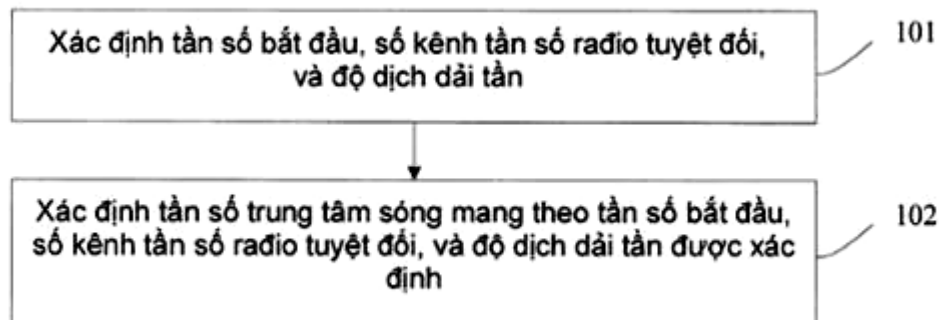 Xác định tần số bắt đầu, số kênh tần số rađio tuyệt đối,
và độ dịch dải tần
101
Xác định tần số trung tâm sóng mang theo tần số bắt đầu,
số kênh tần số rađio tuyệt đối, và độ dịch dải tần được xác
định
102